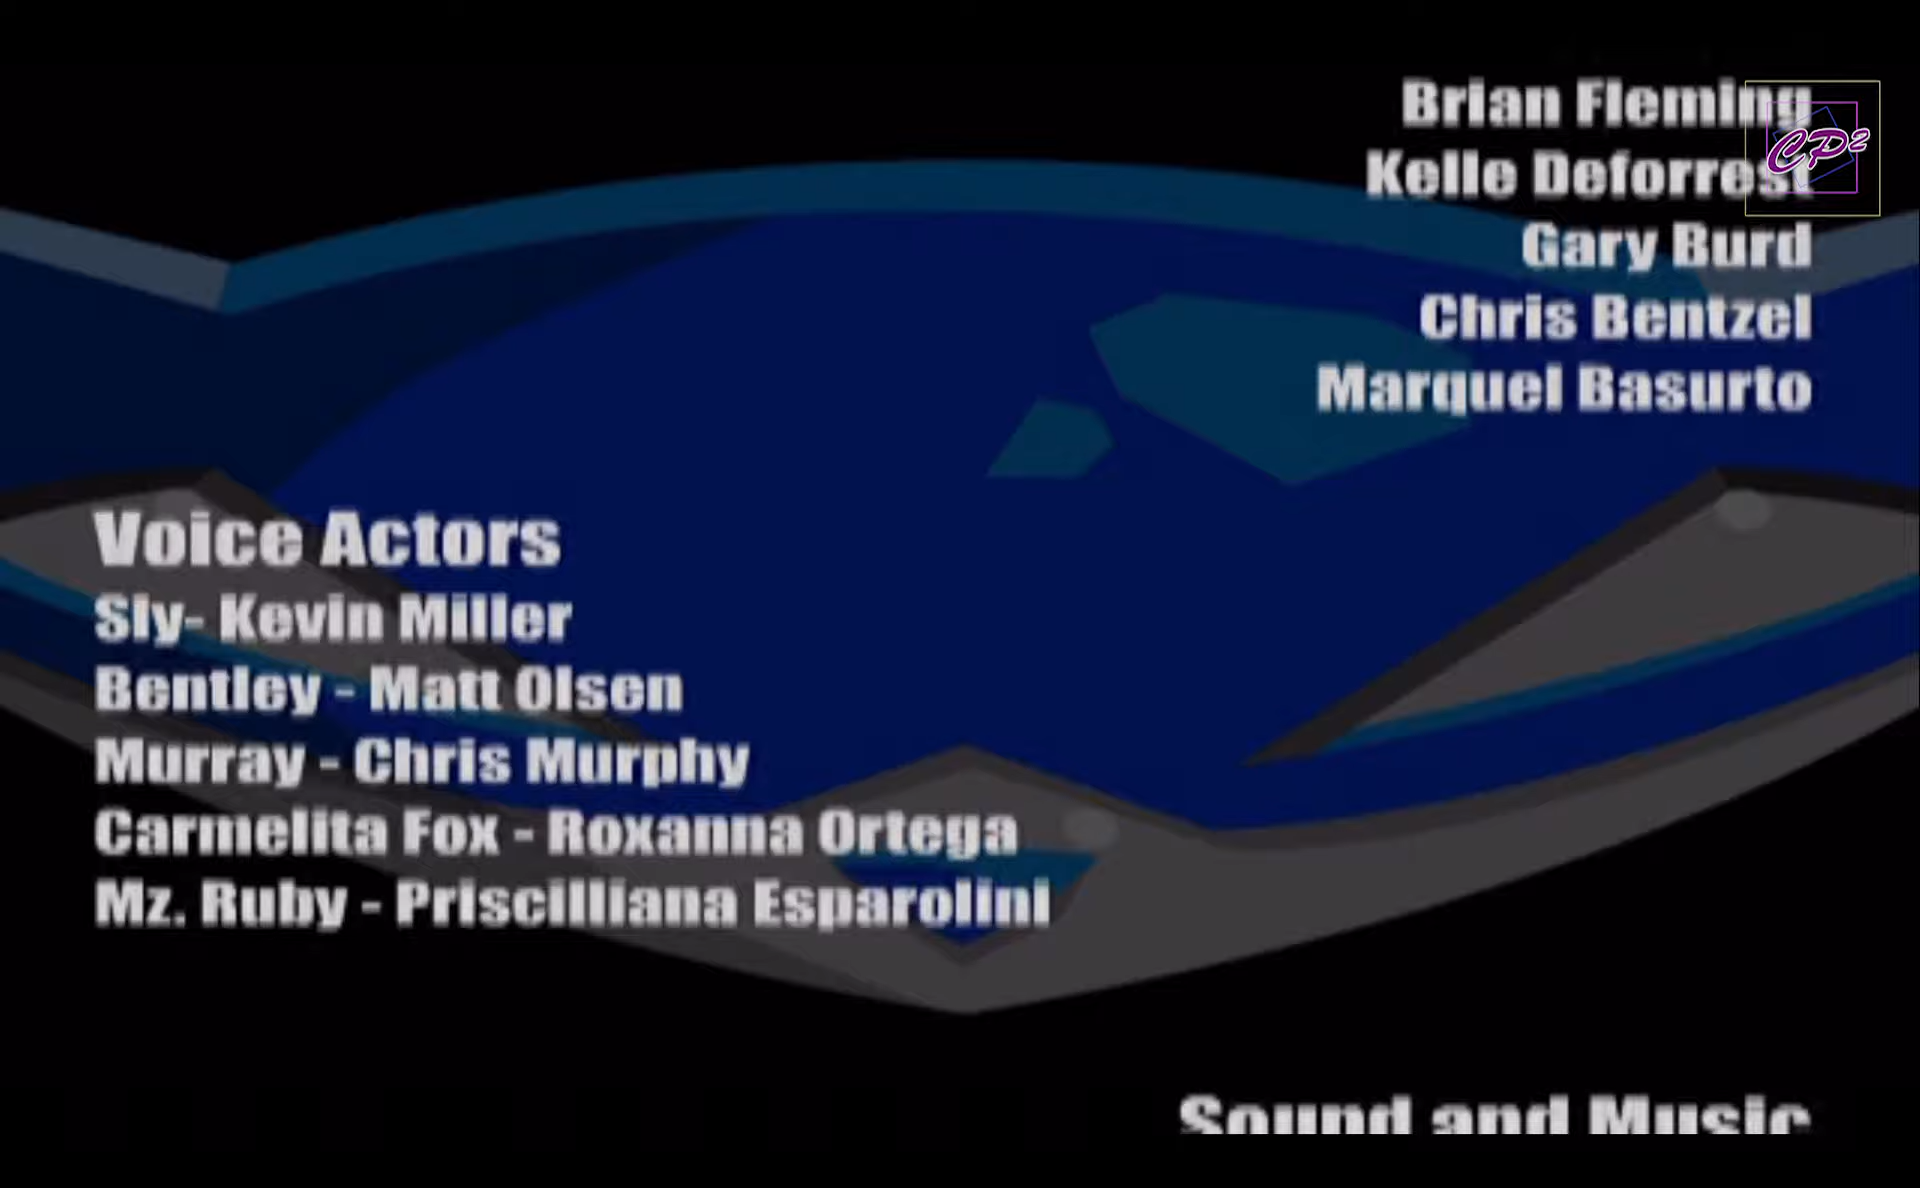 Brian Fleming
CP2
Kelle Deforrest
Gary Burd
Chris Bentzel
Marquel Basurto
Voice Actors
Sly- Kevin Miller
Bentley - Matt Olsen
Murray - Chris Murphy
Carmelita Fox - Roxanna Ortega
Mz. Ruby - Priscilliana Esparolini
Sound and Music